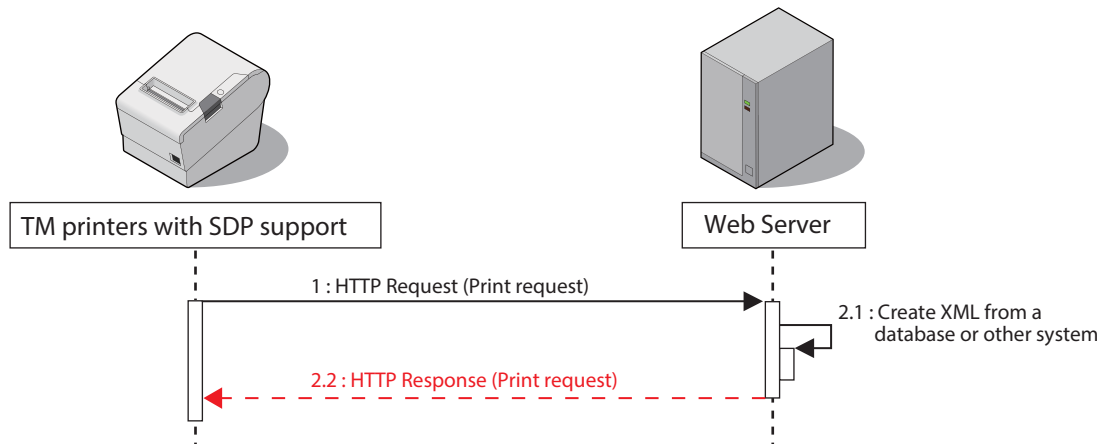 TM printers with SDP support
Web Server
1 : HTTP Request (Print request)
2.1 : Create XML from a
database or other system
2.2 : HTTP Response (Print request)